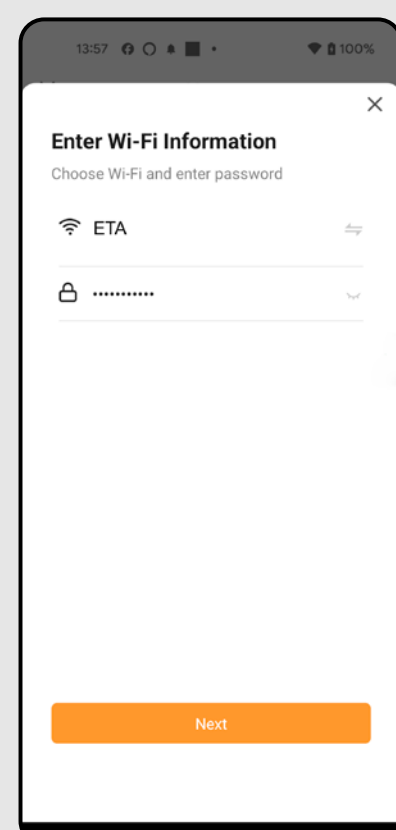 13:57 100%
Enter Wi-Fi Information
Choose Wi-Fi and enter password
ETA
•••••••••••
Next